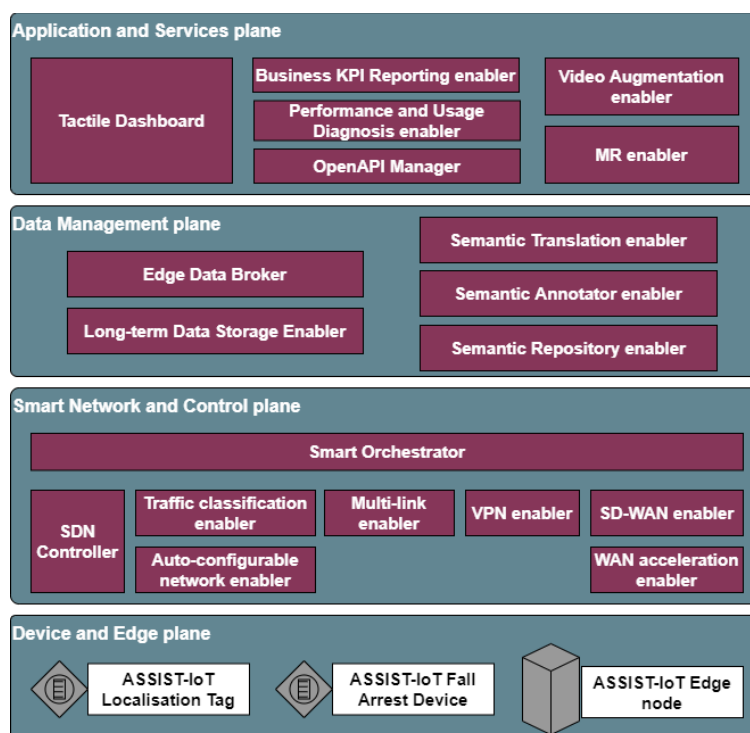 Application and Services plane
Tactile Dashboard
Business KPI Reporting enabler
Performance and Usage
Diagnosis enabler
OpenAPI Manager
Video Augmentation
enabler
MR enabler
Data Management plane
Edge Data Broker
Long-term Data Storage Enabler
Semantic Translation enabler
Semantic Annotator enabler
Semantic Repository enabler
Smart Network and Control plane
Smart Orchestrator
SDN
Controller
Traffic classification
enabler
Auto-configurable
network enabler
Multi-link
enabler
VPN enabler
SD-WAN enabler
WAN acceleration
enabler
Device and Edge plane
ASSIST-IoT
Localisation Tag
ASSIST-IoT Fall
Arrest Device
ASSIST-IoT Edge
node